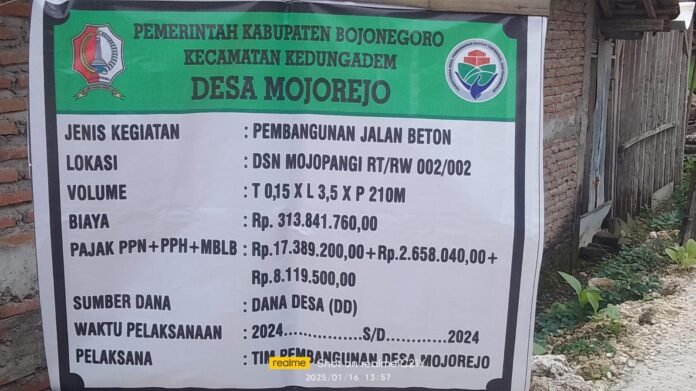 PEMERINTAH KABUPATEN BOJONEGORO
KECAMATAN KEDUNGADEM
DESA MOJOREJO
JENIS KEGIATAN : PEMBANGUNAN JALAN BETON
LOKASI : DSN MOJOPANGI RT/RW 002/002
VOLUME : T 0,15 X L 3,5 X P 210M
BIAYA : Rp. 313.841.760,00
PAJAK PPN+PPH+MBLB : Rp.17.389.200,00+Rp.2.658.040,00+
Rp.8.119.500,00
SUMBER DANA : DANA DESA (DD)
WAKTU PELAKSANAAN : 2024...............S/D............2024
PELAKSANA : TIM PEMBANGUNAN DESA MOJOREJO
realme Shot on realme
2025/01/16 13:57